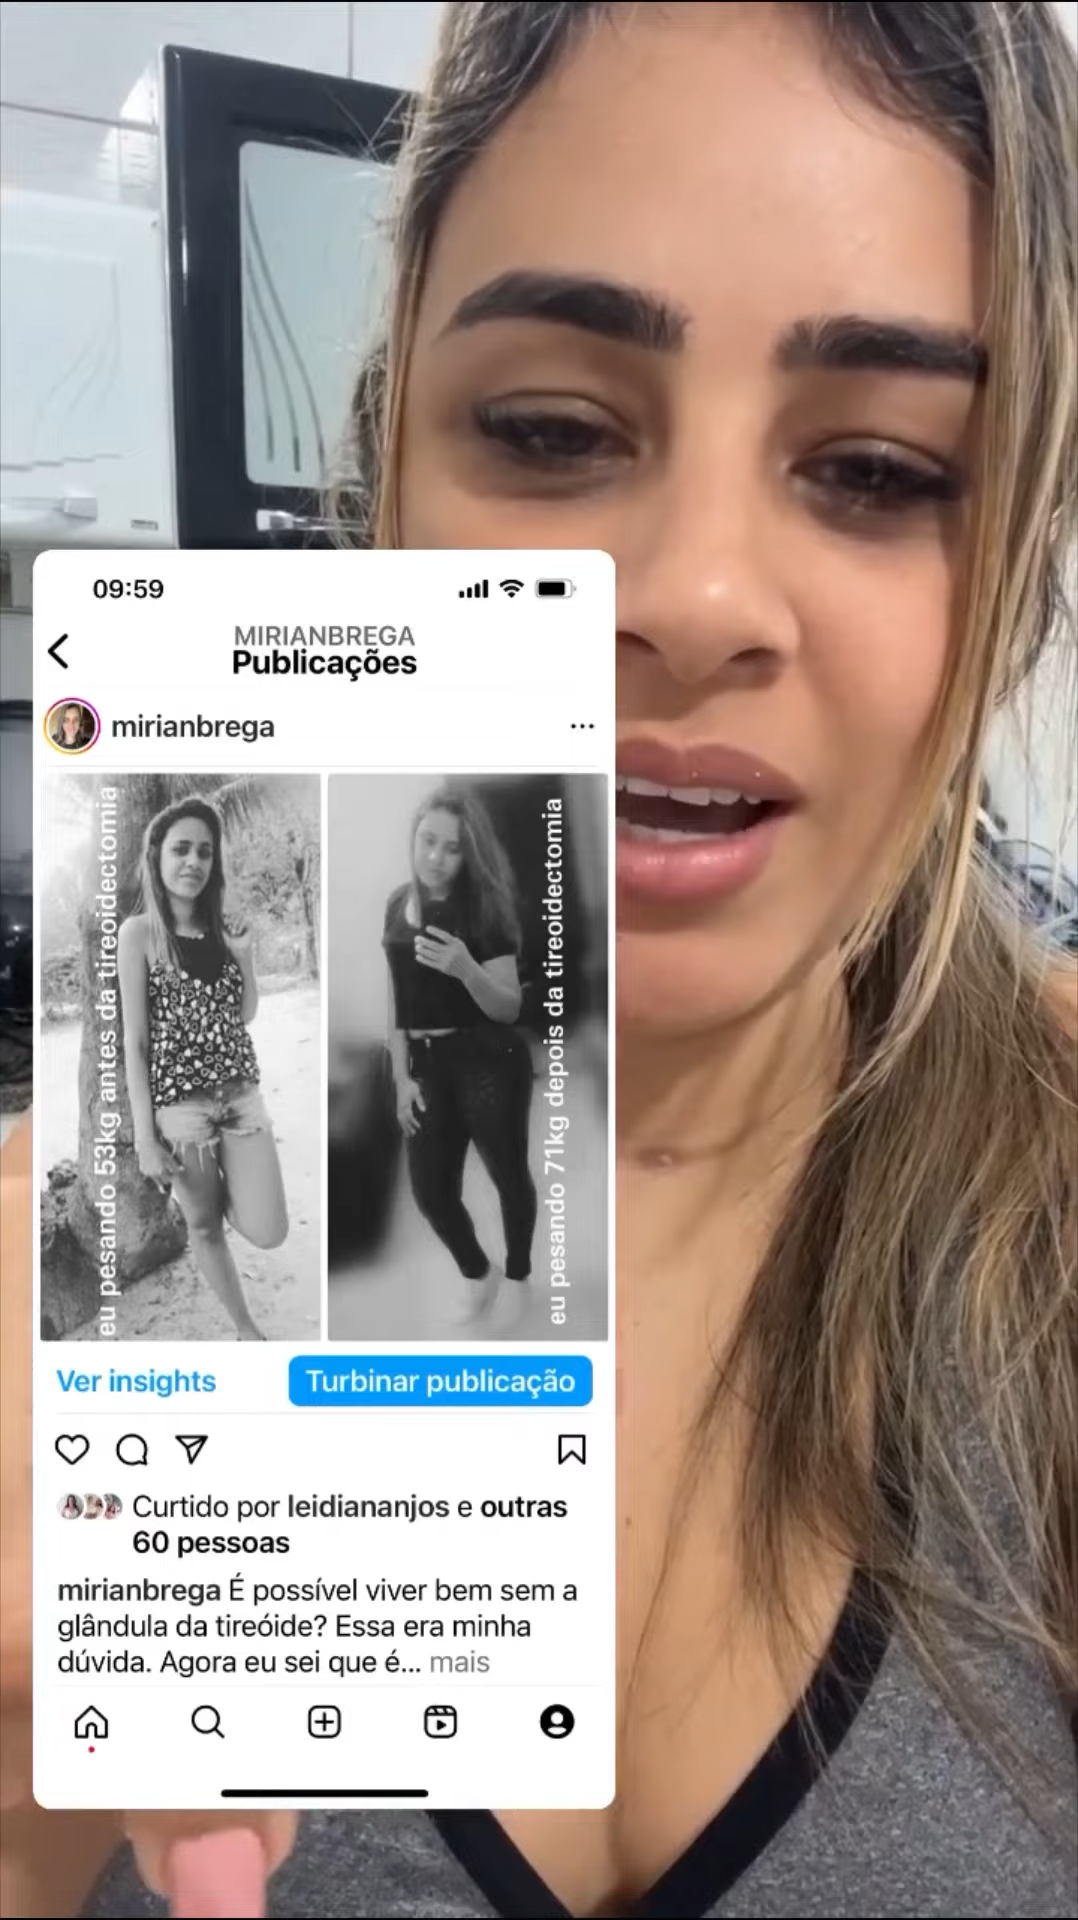 09:59
MIRIANBREGA
Publicações
mirianbrega
eu pesando 53kg antes da tireoidectomia
eu pesando 71kg depois da tireoidectomia
Ver insights
Turbinar publicação
Curtido por leidiananjos e outras
60 pessoas
mirianbrega É possível viver bem sem a
glândula da tireóide? Essa era minha
dúvida. Agora eu sei que é... mais